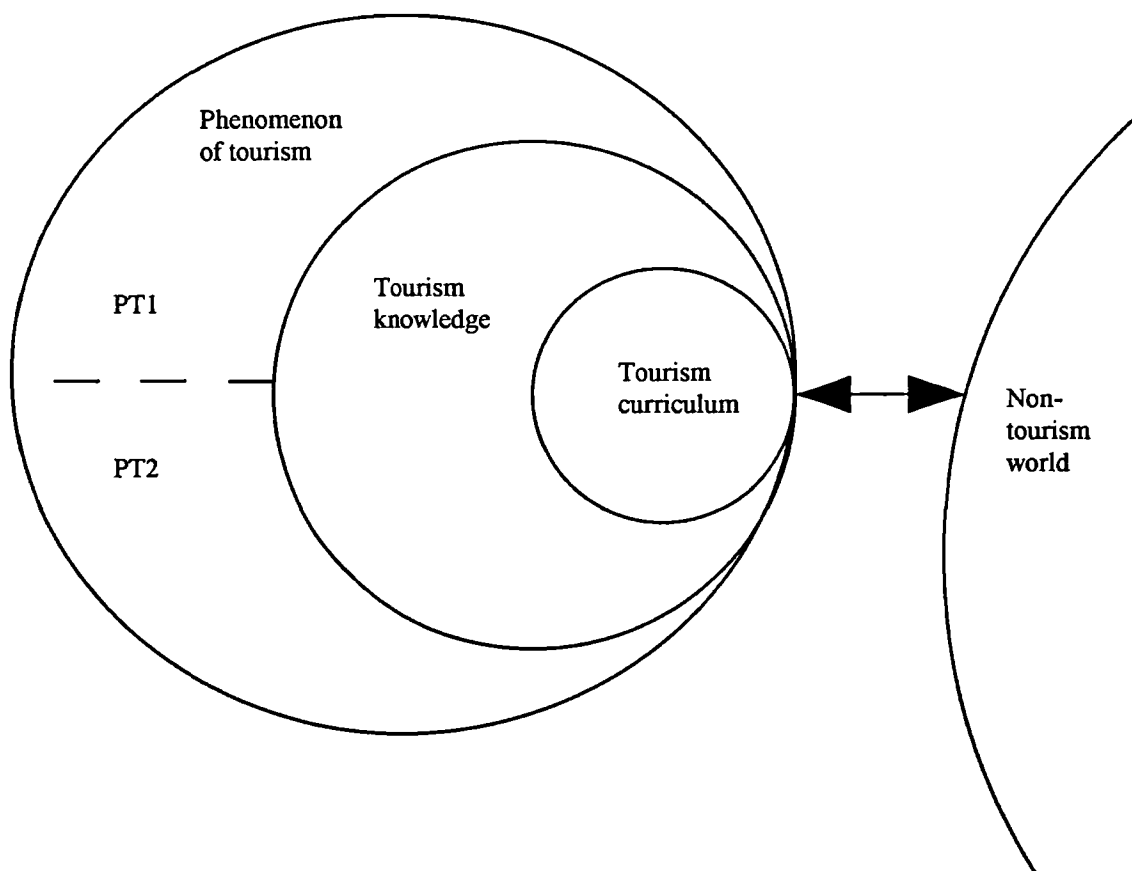 Phenomenon
of tourism
PT1
PT2
Tourism
knowledge
Tourism
curriculum
Non-
tourism
world